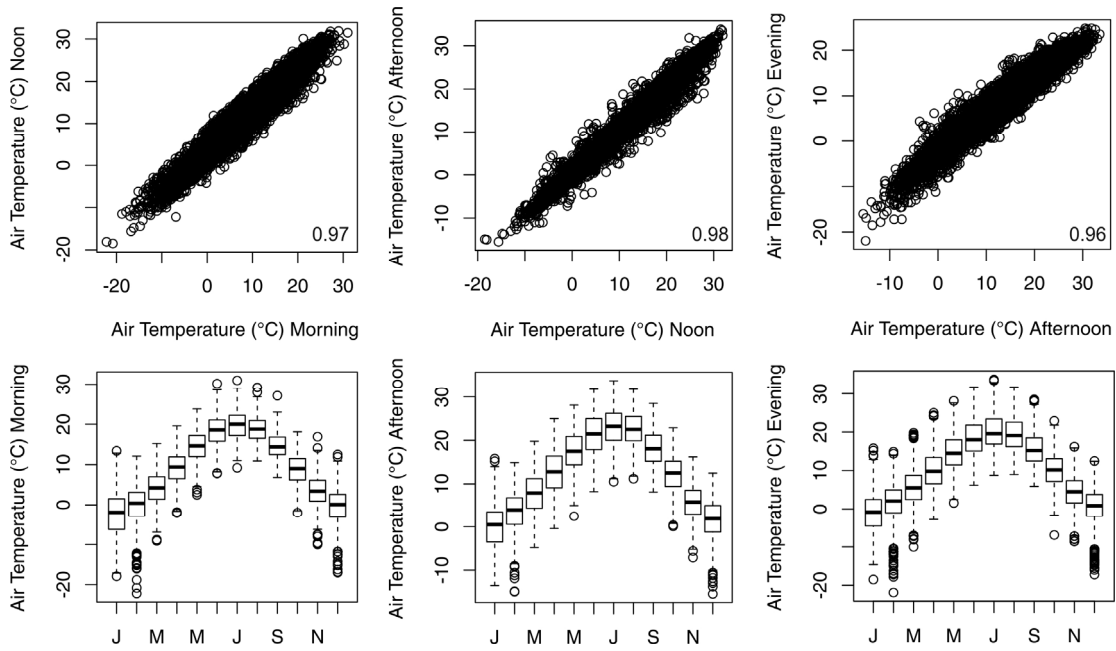 Air Temperature (°C) Noon
30
20
10
0
-20
0.97
-20
0
10
20
30
Air Temperature (°C) Morning
Air Temperature (°C) Afternoon
30
20
10
0
-10
0.98
-20
-10
0
10
20
30
Air Temperature (°C) Noon
Air Temperature (°C) Evening
20
10
0
-20
0.96
-10
0
10
20
30
Air Temperature (°C) Afternoon
Air Temperature (°C) Morning
30
20
10
0
-20
J
M
M
J
S
N
Air Temperature (°C) Afternoon
30
20
10
0
-10
J
M
M
J
S
N
Air Temperature (°C) Evening
30
20
10
0
-20
J
M
M
J
S
N